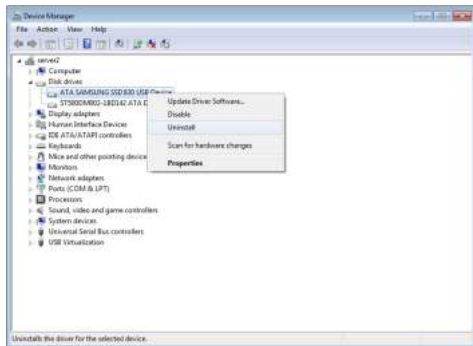 Device Manager
File Action View Help
server2
Computer
Disk drives
ATA SAMSUNG SSD 830 USB Device
ST500DM002-1BD142 ATA D
Display adapters
Human Interface Devices
IDE ATA/ATAPI controllers
Keyboards
Mice and other pointing device
Monitors
Network adapters
Ports (COM & LPT)
Processors
Sound, video and game controllers
System devices
Universal Serial Bus controllers
USB Virtualization
Update Driver Software...
Disable
Uninstall
Scan for hardware changes
Properties
Uninstalls the driver for the selected device.